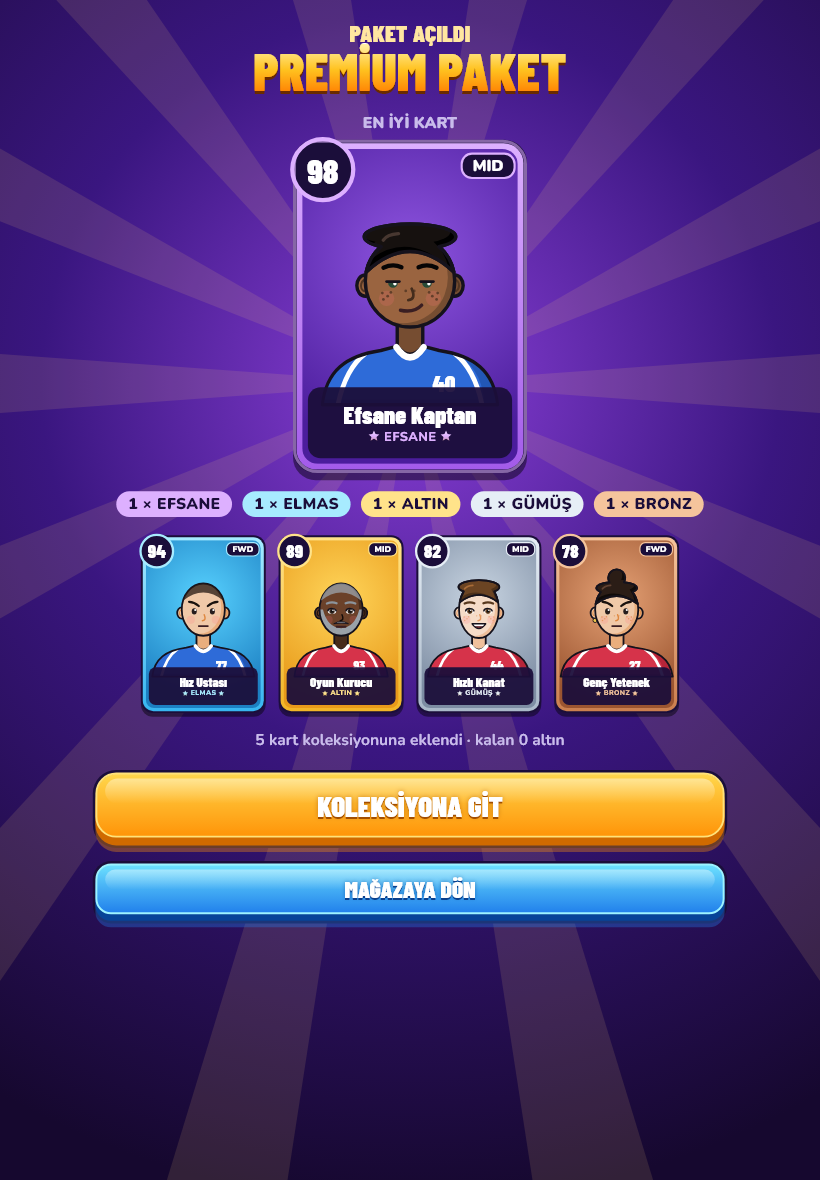 PAKET AÇILDI
PREMİUM PAKET
EN İYİ KART
98
MID
Efsane Kaptan
★ EFSANE ★
1 × EFSANE
1 × ELMAS
1 × ALTIN
1 × GÜMÜŞ
1 × BRONZ
94
FWD
Hız Ustası
★ ELMAS ★
89
MID
Oyun Kurucu
★ ALTIN ★
82
MID
Hızlı Kanat
★ GÜMÜŞ ★
78
FWD
Genç Yetenek
★ BRONZ ★
5 kart koleksiyonuna eklendi · kalan 0 altın
KOLEKSİYONA GİT
MAĞAZAYA DÖN